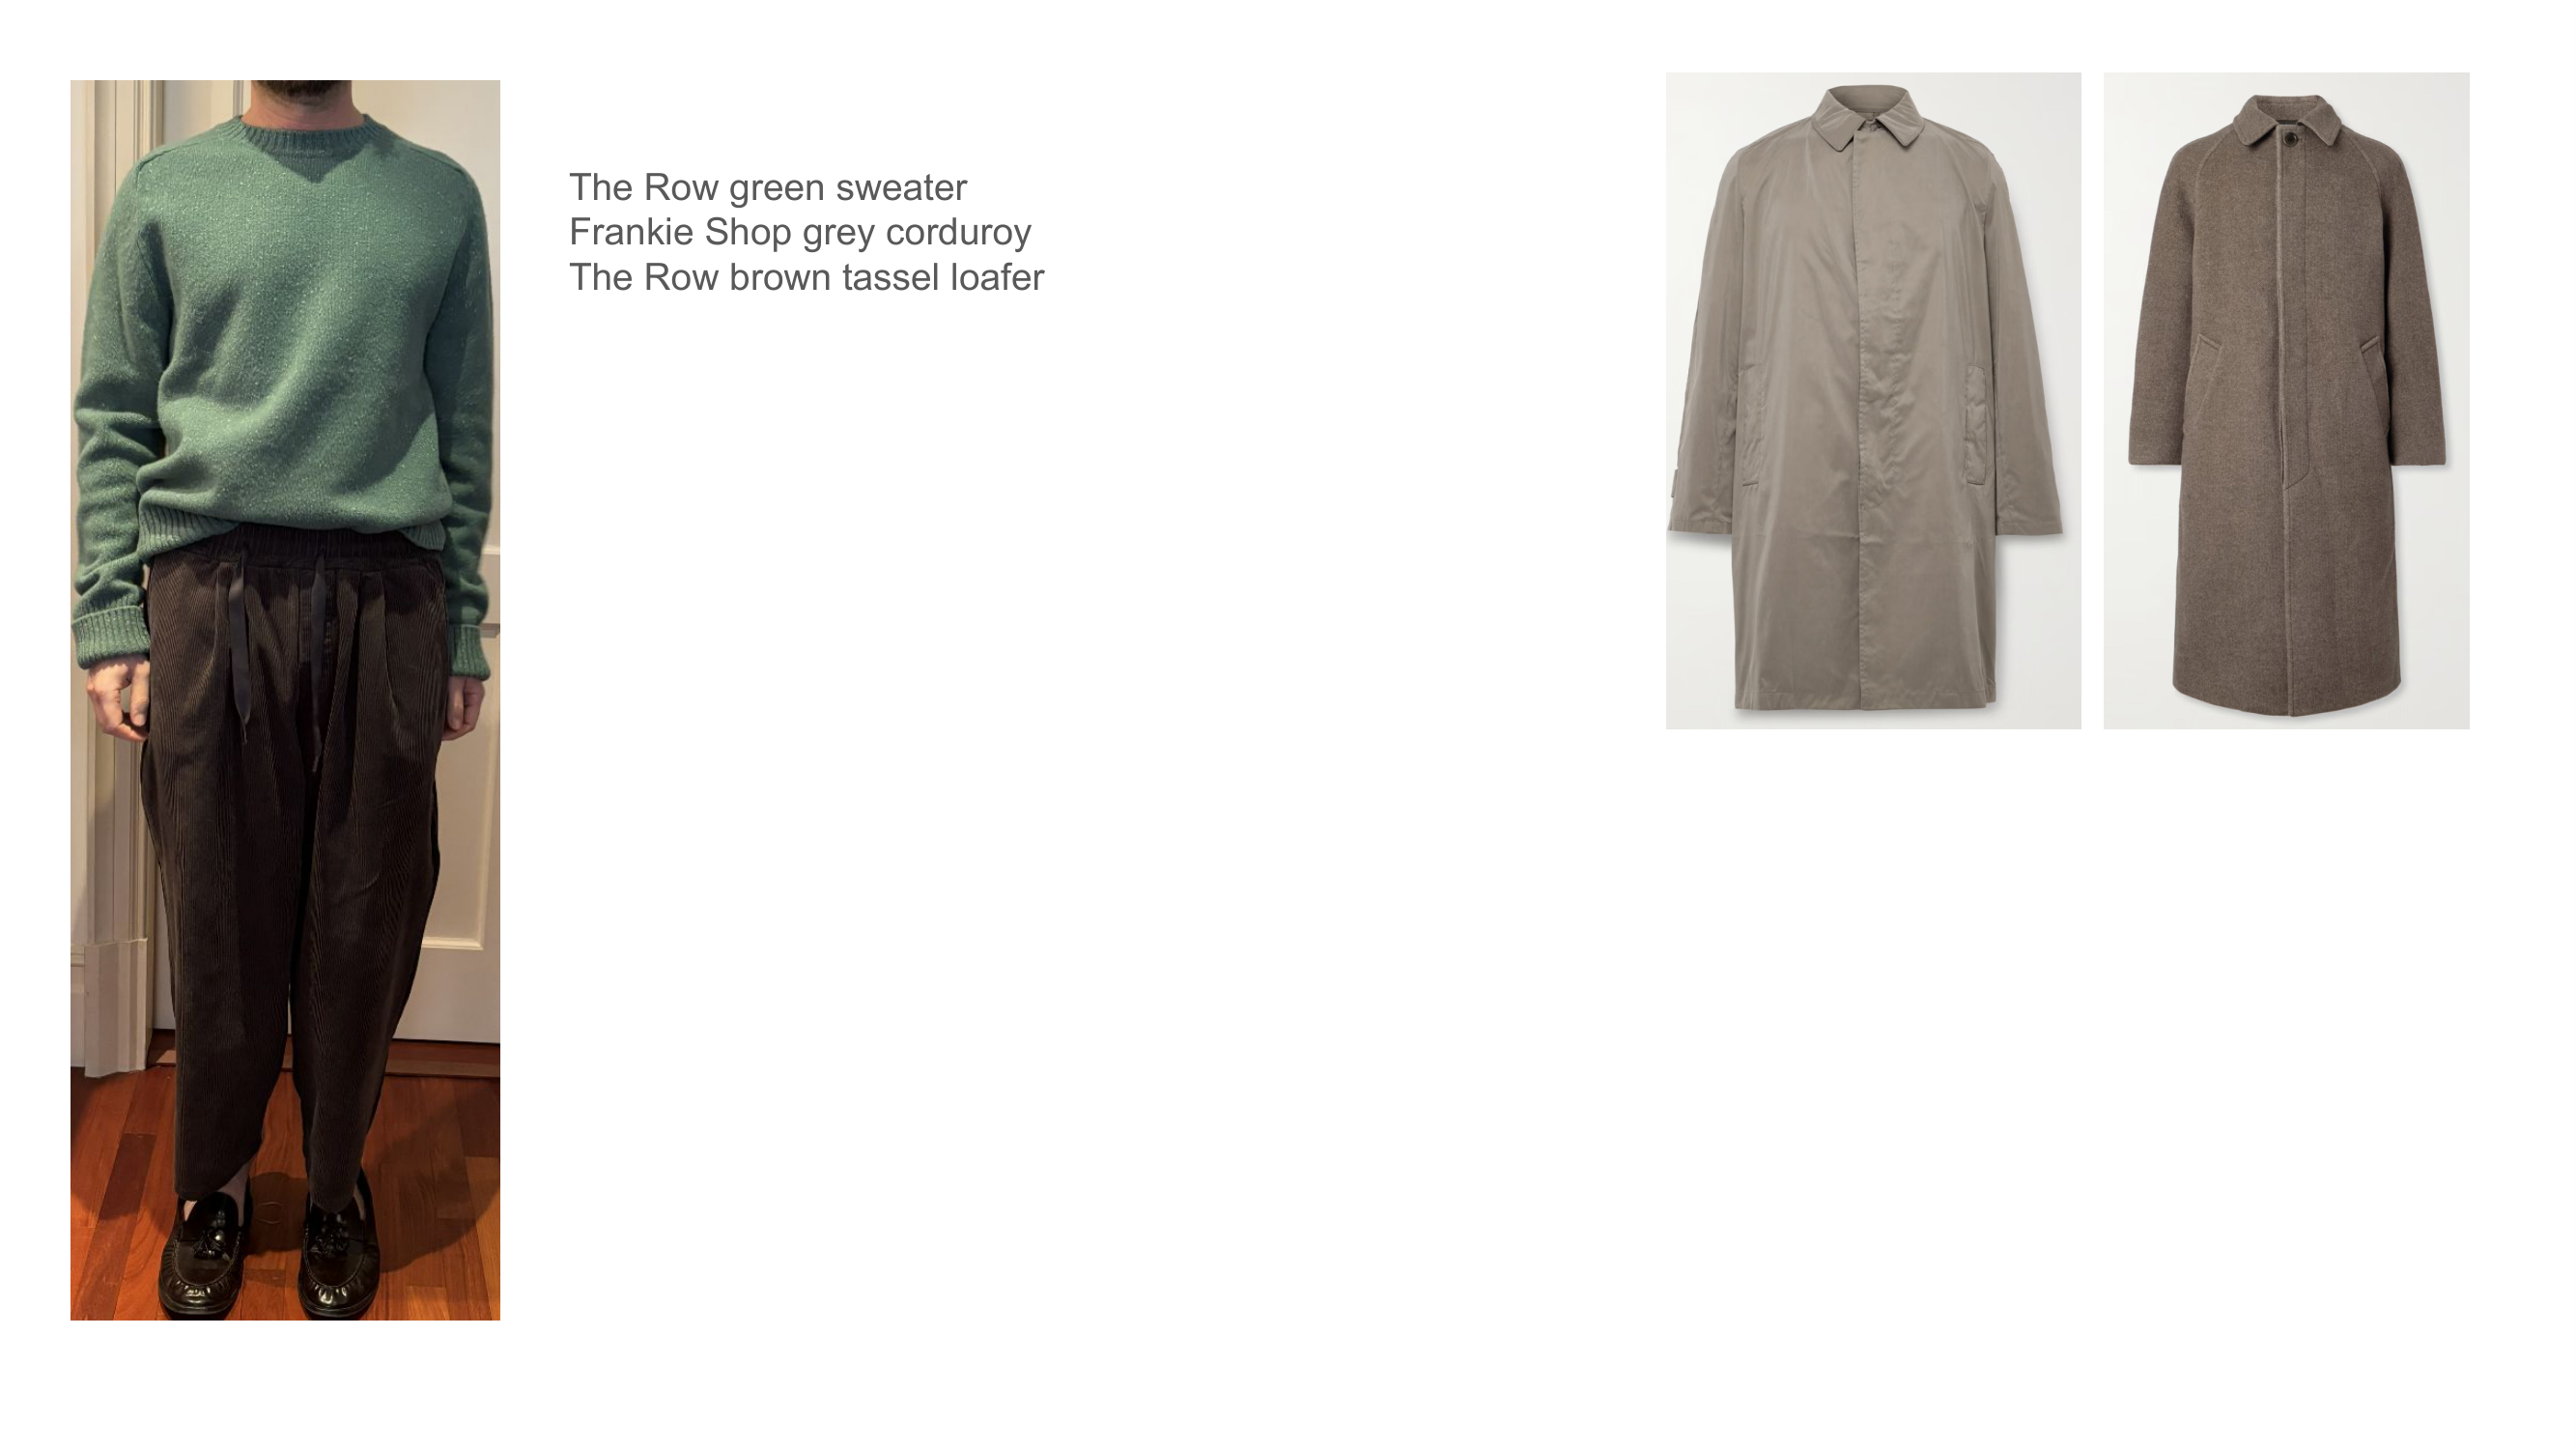 The Row green sweater
Frankie Shop grey corduroy
The Row brown tassel loafer